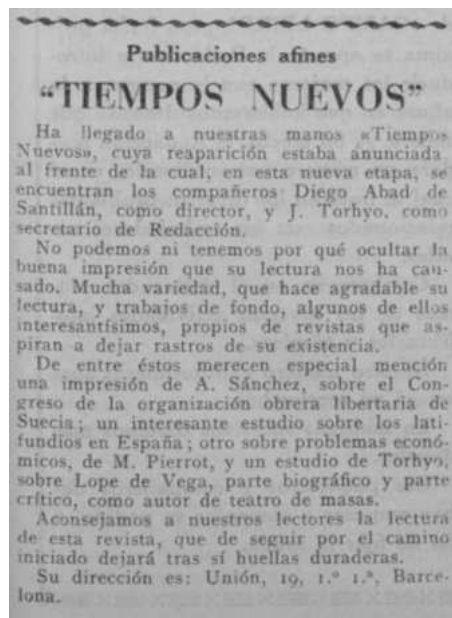 Publicaciones afines
“TIEMPOS NUEVOS”
Ha llegado a nuestras manos «Tiempos
Nuevos», cuya reaparición estaba anunciada
al frente de la cual, en esta nueva etapa, se
encuentran los compañeros Diego Abad de
Santillán, como director, y J. Torhyo, como
secretario de Redacción.
No podemos ni tenemos por qué ocultar la
buena impresión que su lectura nos ha cau-
sado. Mucha variedad, que hace agradable su
lectura, y trabajos de fondo, algunos de ellos
interesantísimos, propios de revistas que as-
piran a dejar rastros de su existencia.
De entre éstos merecen especial mención
una impresión de A. Sánchez, sobre el Con-
greso de la organización obrera libertaria de
Suecia; un interesante estudio sobre los lati-
fundios en España; otro sobre problemas econó-
micos, de M. Pierrot, y un estudio de Torhyo,
sobre Lope de Vega, parte biográfico y parte
crítico, como autor de teatro de masas.
Aconsejamos a nuestros lectores la lectura
de esta revista, que de seguir por el camino
iniciado dejará tras sí huellas duraderas.
Su dirección es: Unión, 19, 1.º 1.ª, Barce-
lona.